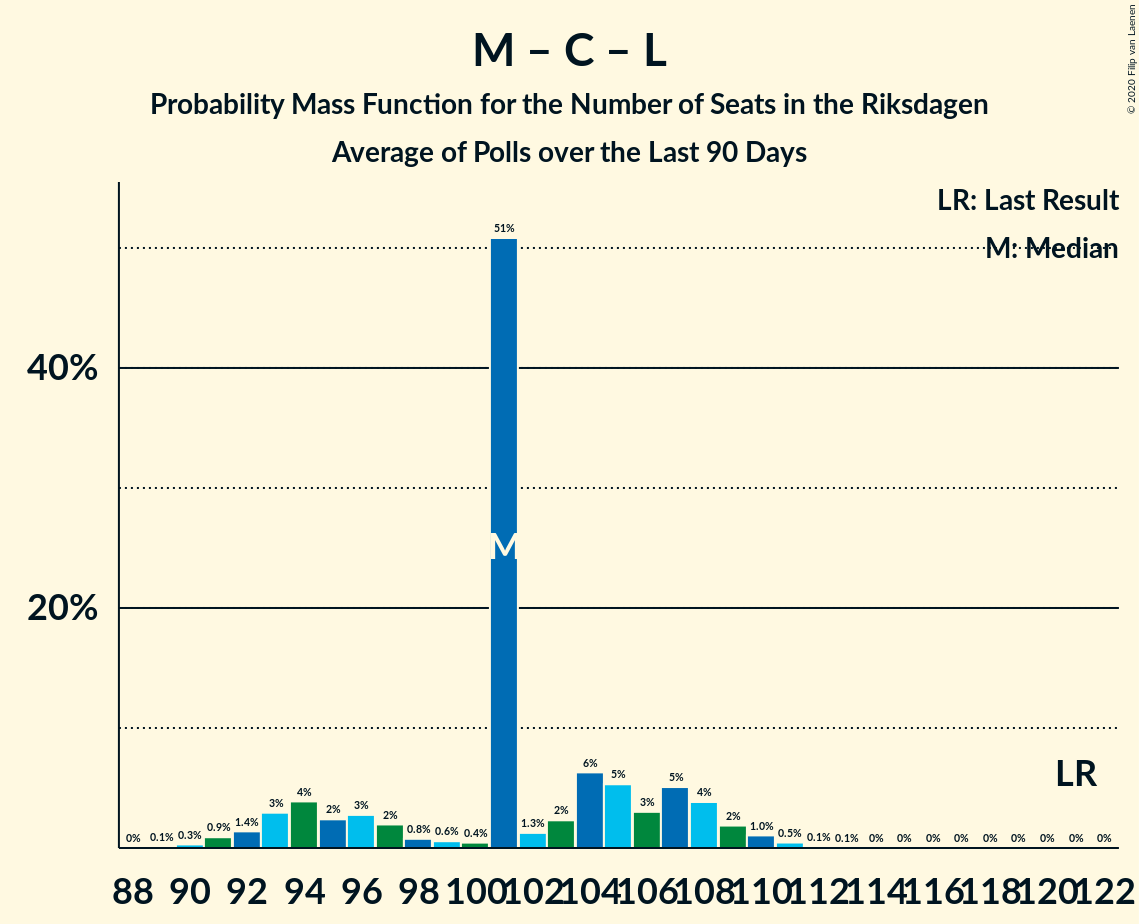 © 2020 Filip van Laenen
M – C – L
Probability Mass Function for the Number of Seats in the Riksdagen
Average of Polls over the Last 90 Days
LR: Last Result
M: Median
40%
20%
51%
M
LR
0% 0.1% 0.3% 0.9% 1.4% 3% 4% 2% 3% 2% 0.8% 0.6% 0.4% 1.3% 2% 6% 5% 3% 5% 4% 2% 1.0% 0.5% 0.1% 0.1% 0% 0% 0% 0% 0% 0% 0% 0% 0%
88 90 92 94 96 98 100 102 104 106 108 110 112 114 116 118 120 122